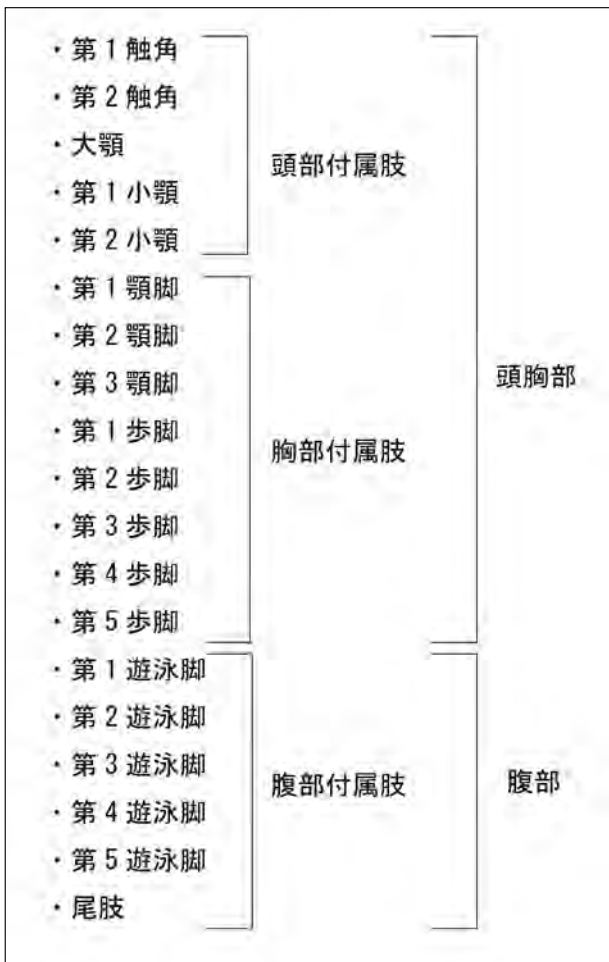 ・第1触角
・第2触角
・大顎
・第1小顎
・第2小顎
頭部付属肢
・第1顎脚
・第2顎脚
・第3顎脚
・第1歩脚
・第2歩脚
・第3歩脚
・第4歩脚
・第5歩脚
胸部付属肢
頭胸部
・第1遊泳脚
・第2遊泳脚
・第3遊泳脚
・第4遊泳脚
・第5遊泳脚
・尾肢
腹部付属肢
腹部